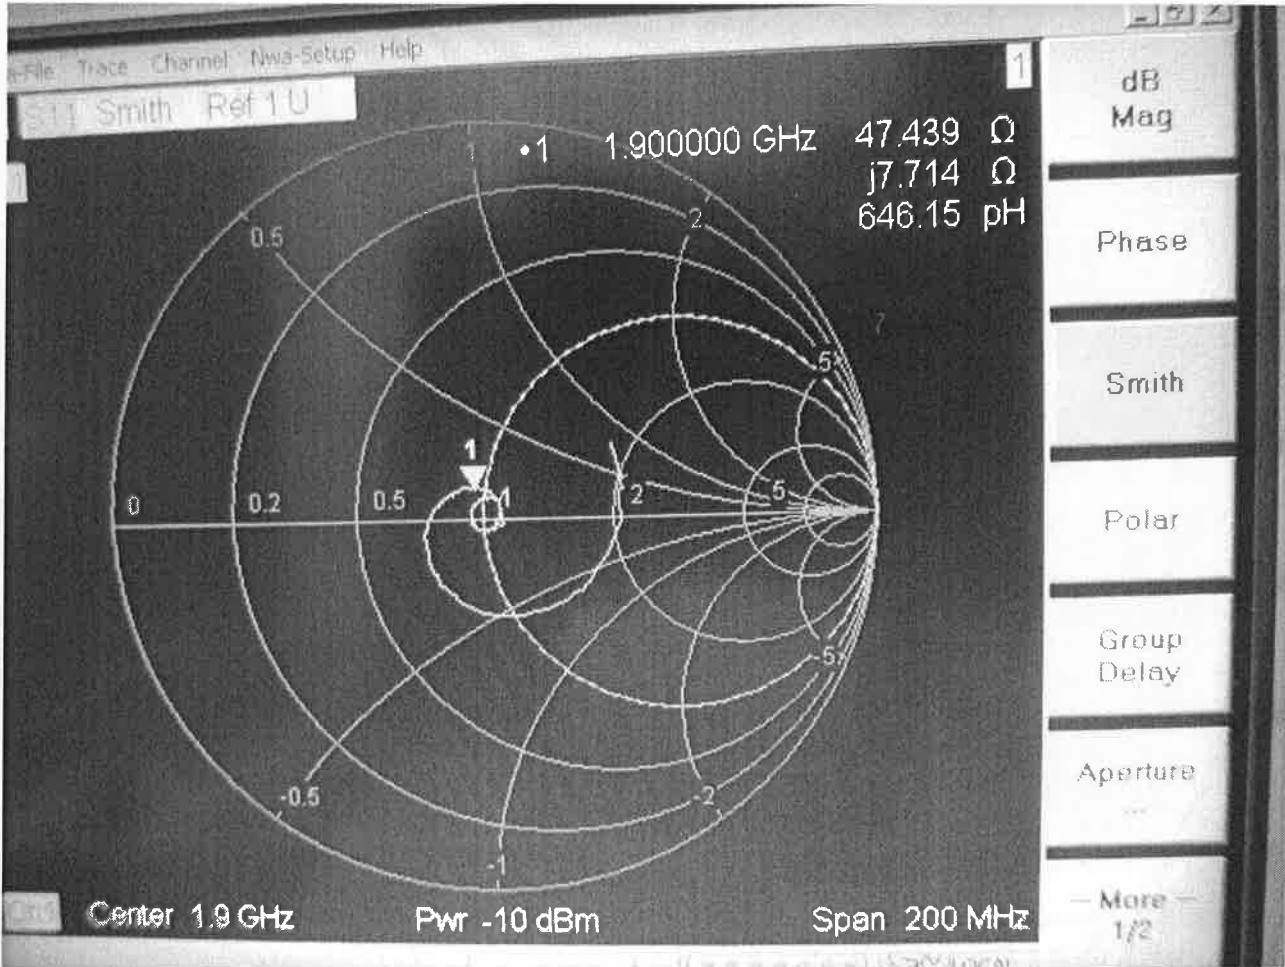 File Trace Channel Nwa-Setup Help
S11 Smith Ref 1 U
1
•1 1.900000 GHz 47.439 Ω
j7.714 Ω
646.15 pH
dB
Mag
Phase
Smith
Polar
Group
Delay
Aperture
...
More
1/2
1
0.5
2
5
1
0
0.2
0.5
1
2
5
-5
-0.5
-2
-1
Center 1.9 GHz Pwr -10 dBm Span 200 MHz